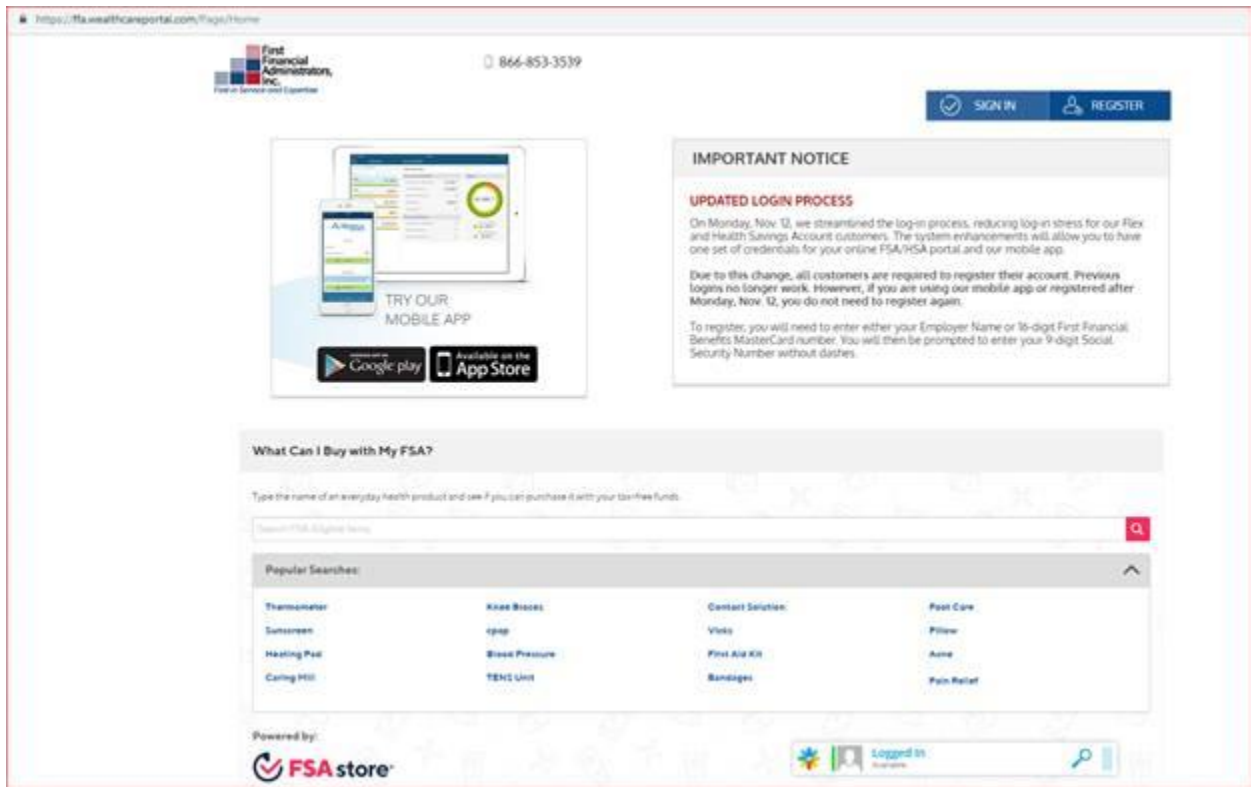 https://ffa.wealthcareportal.com/Page/Home
First
Financial
Administrators,
Inc.
First in Service and Expertise
866-853-3539
SIGN IN
REGISTER
TRY OUR
MOBILE APP
Google play
Available on the
App Store
IMPORTANT NOTICE
UPDATED LOGIN PROCESS
On Monday, Nov. 12, we streamlined the log-in process, reducing log-in stress for our Flex
and Health Savings Account customers. The system enhancements will allow you to have
one set of credentials for your online FSA/HSA portal and our mobile app.
Due to this change, all customers are required to register their account. Previous
logins no longer work. However, if you are using our mobile app or registered after
Monday, Nov. 12, you do not need to register again.
To register, you will need to enter either your Employer Name or 16-digit First Financial
Benefits MasterCard number. You will then be prompted to enter your 9-digit Social
Security Number without dashes.
What Can I Buy with My FSA?
Type the name of an everyday health product and see if you can purchase it with your tax-free funds.
Search FSA Eligible Items
Popular Searches:
Thermometer Knee Braces Contact Solution Foot Care
Sunscreen cpap Vicks Pillow
Heating Pad Blood Pressure First Aid Kit Acne
Caring Mill TENS Unit Bandages Pain Relief
Powered by:
FSA store
Logged In
Available